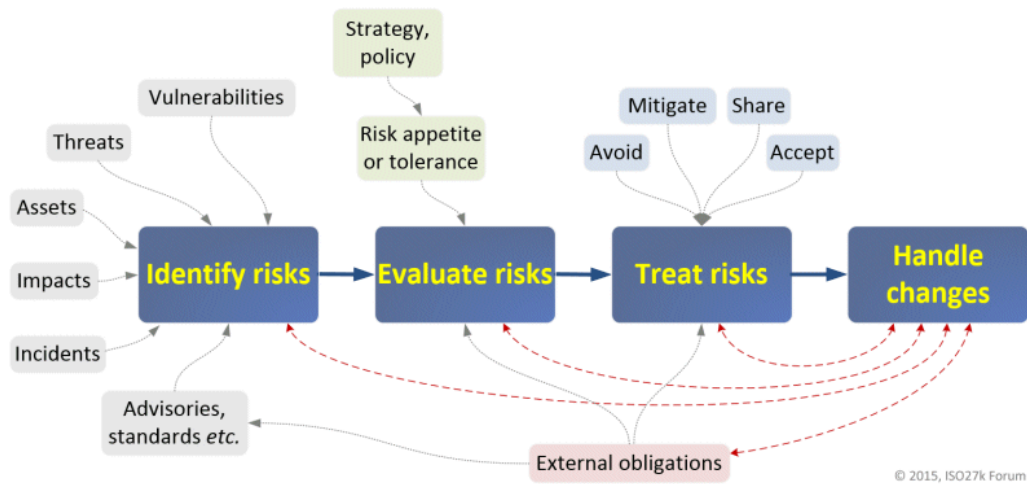 Strategy,
policy
Vulnerabilities
Mitigate
Share
Threats
Risk appetite
or tolerance
Avoid
Accept
Assets
Identify risks
Evaluate risks
Treat risks
Handle
changes
Impacts
Incidents
Advisories,
standards etc.
External obligations
© 2015, ISO27k Forum